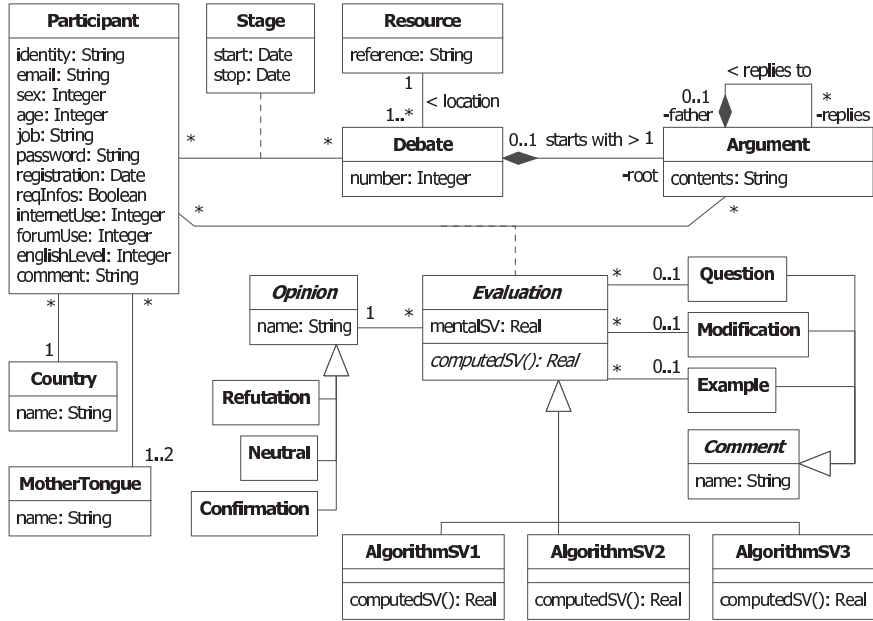 Participant
identity: String
email: String
sex: Integer
age: Integer
job: String
password: String
registration: Date
reqInfos: Boolean
internetUse: Integer
forumUse: Integer
englishLevel: Integer
comment: String
Stage
start: Date
stop: Date
Resource
reference: String
1
< location
1..*
* *
Debate
number: Integer
0..1 starts with > 1
-root
< replies to
0..1 *
-father -replies
Argument
contents: String
* *
* *
Opinion
name: String
1 *
Evaluation
mentalSV: Real
computedSV(): Real
* 0..1
Question
* 0..1
Modification
* 0..1
Example
1
Country
name: String
1..2
MotherTongue
name: String
Refutation
Neutral
Confirmation
Comment
name: String
AlgorithmSV1
computedSV(): Real
AlgorithmSV2
computedSV(): Real
AlgorithmSV3
computedSV(): Real